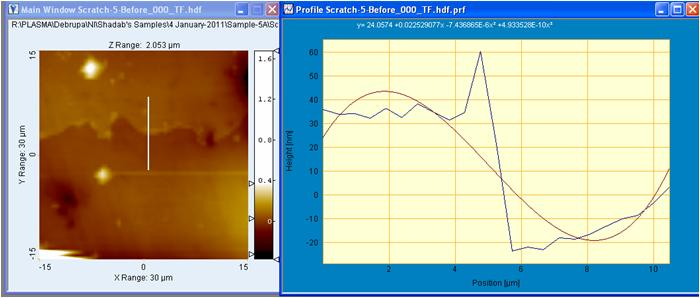 Main Window Scratch-5-Before_000_TF.hdf
R:\PLASMA\Debrupa\NI\Shadab's Samples\4 January-2011\Sample-5A\Sc
Z Range: 2.053 µm
1.6
1.2
0.8
0.4
0.0
15
0
-15
Y Range: 30 µm
-15 0 15
X Range: 30 µm
Profile Scratch-5-Before_000_TF.hdf.prf
y= 24.0574 +0.022529077x -7.436865E-6x² +4.933528E-10x³
60
50
40
30
20
10
0
-10
-20
Height [nm]
2 4 6 8 10
Position [µm]